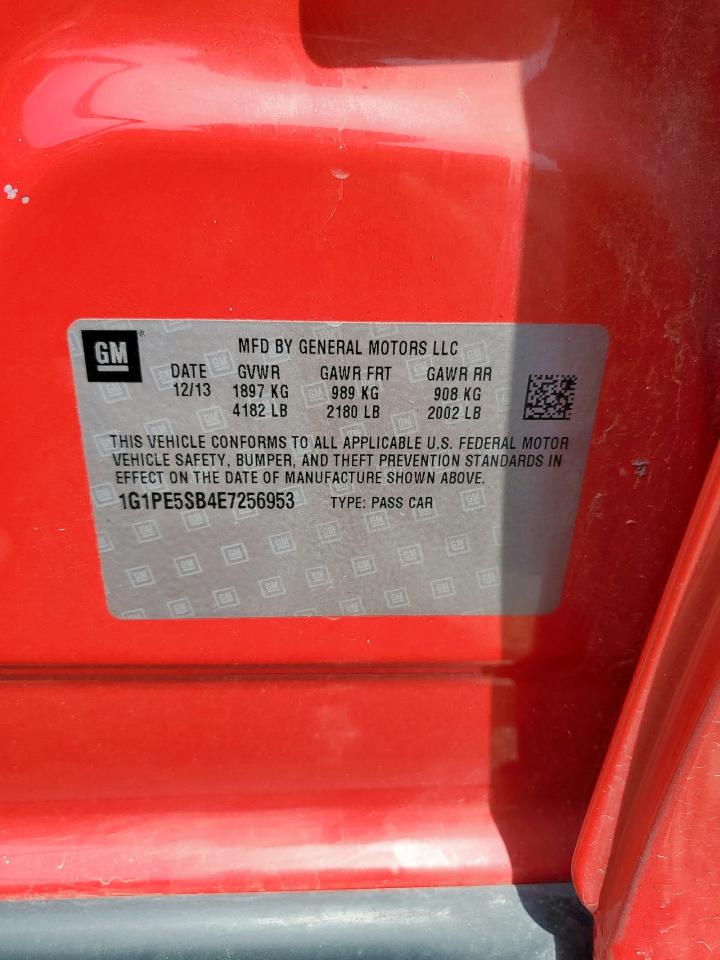 GM®
MFD BY GENERAL MOTORS LLC
DATE GVWR GAWR FRT GAWR RR
12/13 1897 KG 989 KG 908 KG
4182 LB 2180 LB 2002 LB
THIS VEHICLE CONFORMS TO ALL APPLICABLE U.S. FEDERAL MOTOR
VEHICLE SAFETY, BUMPER, AND THEFT PREVENTION STANDARDS IN
EFFECT ON THE DATE OF MANUFACTURE SHOWN ABOVE.
1G1PE5SB4E7256953 TYPE: PASS CAR